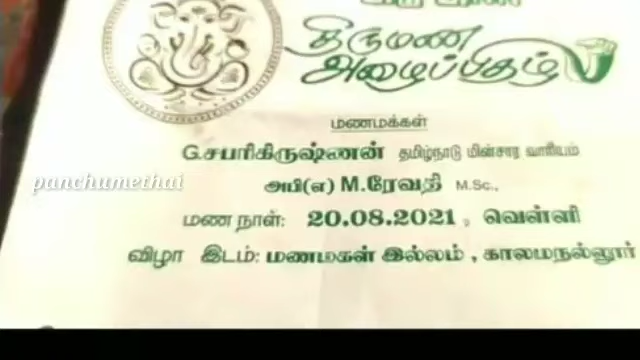 திருமண
அழைப்பிதழ்
மணமக்கள்
G.சபரிகிருஷ்ணன் தமிழ்நாடு மின்சார வாரியம்
அபி(எ) M.ரேவதி M.Sc.,
மண நாள்: 20.08.2021, வெள்ளி
விழா இடம்: மணமகள் இல்லம், காலமநல்லூர்
panchumethai